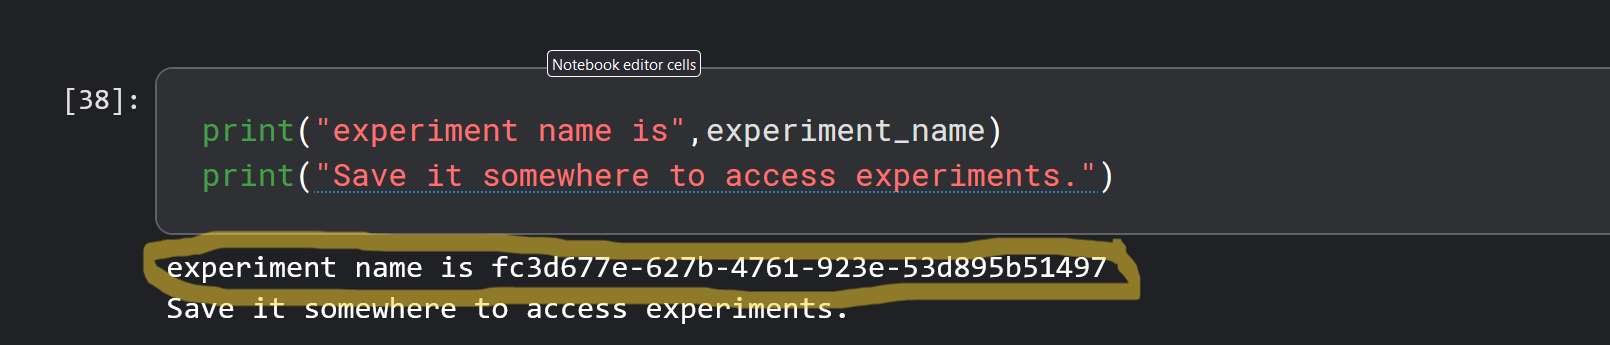 Notebook editor cells
[38]:
print("experiment name is",experiment_name)
print("Save it somewhere to access experiments.")
experiment name is fc3d677e-627b-4761-923e-53d895b51497
Save it somewhere to access experiments.